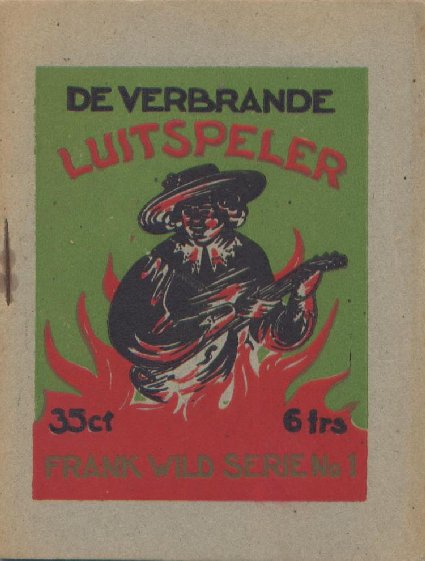 DE VERBRANDE
LUITSPELER
35ct 6 frs
FRANK WILD SERIE No 1